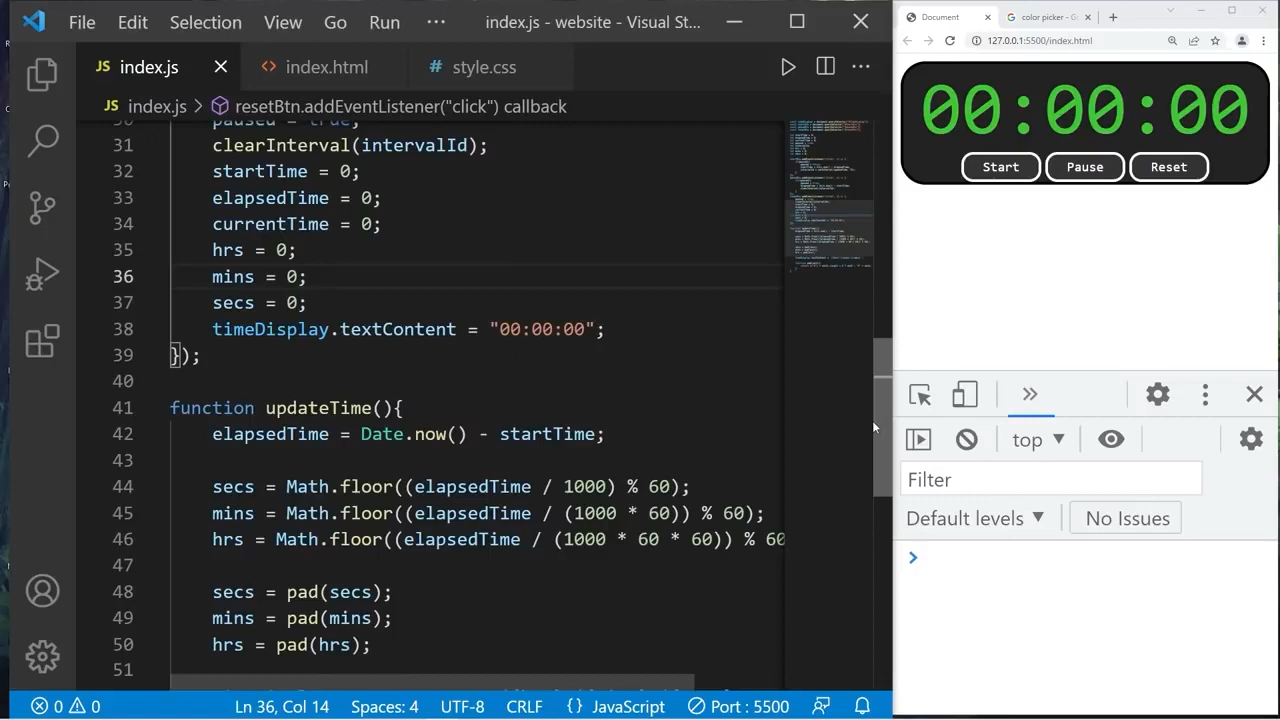 File Edit Selection View Go Run ··· index.js - website - Visual St...
JS index.js index.html # style.css
JS index.js > resetBtn.addEventListener("click") callback
30 paused = true;
31 clearInterval(intervalId);
32 startTime = 0;
33 elapsedTime = 0;
34 currentTime = 0;
35 hrs = 0;
36 mins = 0;
37 secs = 0;
38 timeDisplay.textContent = "00:00:00";
39 });
40
41 function updateTime(){
42 elapsedTime = Date.now() - startTime;
43
44 secs = Math.floor((elapsedTime / 1000) % 60);
45 mins = Math.floor((elapsedTime / (1000 * 60)) % 60);
46 hrs = Math.floor((elapsedTime / (1000 * 60 * 60)) % 60
47
48 secs = pad(secs);
49 mins = pad(mins);
50 hrs = pad(hrs);
51
0 0 Ln 36, Col 14 Spaces: 4 UTF-8 CRLF {} JavaScript Port : 5500
Document color picker - G
127.0.0.1:5500/index.html
00:00:00
Start Pause Reset
top
Filter
Default levels No Issues